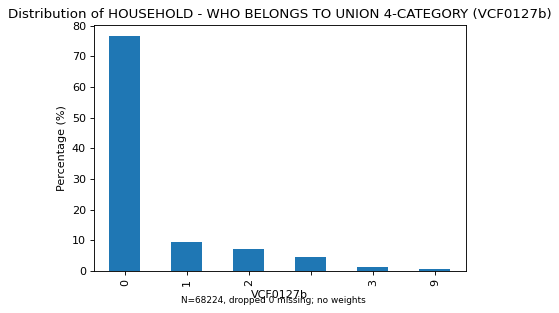 Distribution of HOUSEHOLD - WHO BELONGS TO UNION 4-CATEGORY (VCF0127b)
80
70
60
50
40
30
20
10
0
Percentage (%)
0 1 2 3 9
VCF0127b
N=68224, dropped 0 missing; no weights